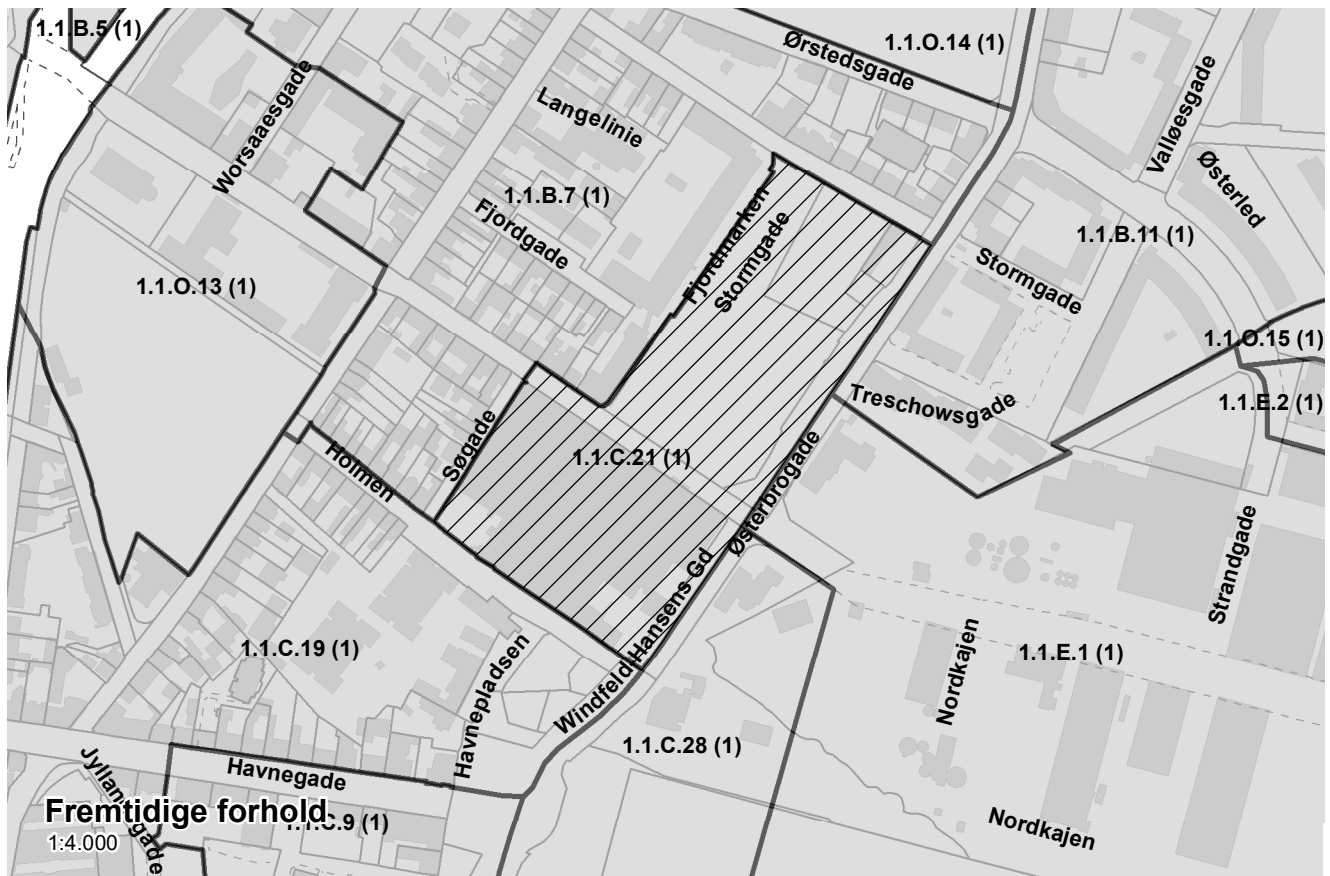 1.1.B.5 (1)
1.1.O.14 (1)
Ørstedsgade
Worsaaesgade
Langelinie
Valløesgade
Østerled
1.1.B.7 (1)
Fjordgade
Fjordmarken
Stormgade
Stormgade
1.1.B.11 (1)
1.1.O.13 (1)
1.1.O.15 (1)
1.1.E.2 (1)
Treschowsgade
Søgade
Holmen
1.1.C.21 (1)
Østerbrogade
Strandgade
Windfeld Hansens Gd
Havnepladsen
1.1.C.19 (1)
Nordkajen
1.1.E.1 (1)
1.1.C.28 (1)
Havnegade
Jyllandsgade
Nordkajen
1.1.C.9 (1)
Fremtidige forhold
1:4.000